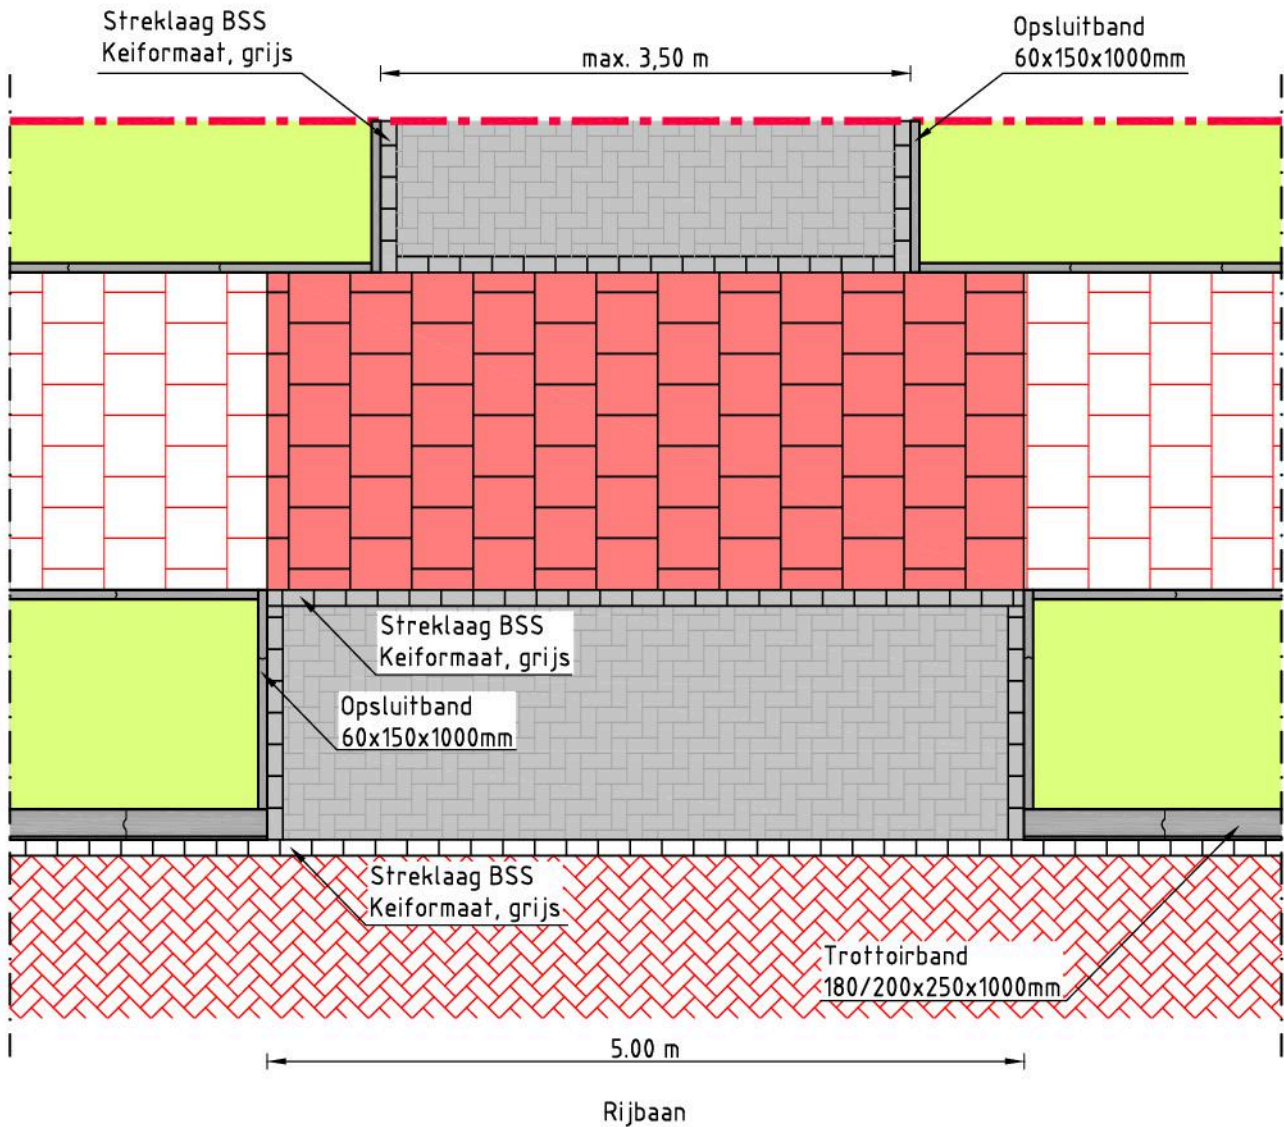 Streklaag BSS
Keiformaat, grijs
max. 3,50 m
Opsluitband
60x150x1000mm
Streklaag BSS
Keiformaat, grijs
Opsluitband
60x150x1000mm
Streklaag BSS
Keiformaat, grijs
Trottoirband
180/200x250x1000mm
5.00 m
Rijbaan